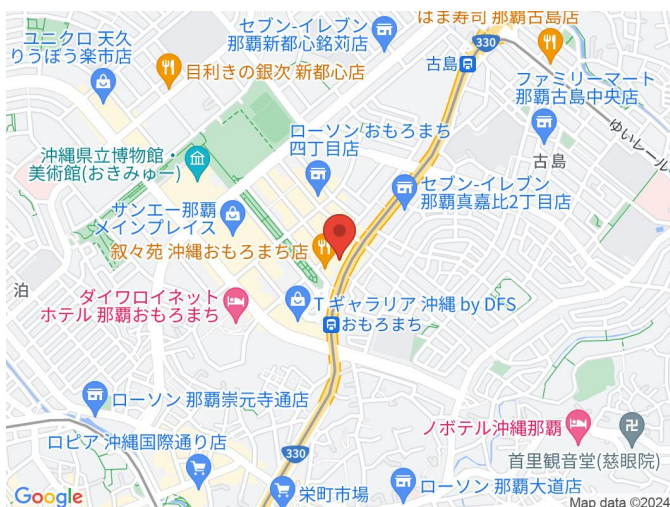 はま寿司 那覇古島店
セブン-イレブン
那覇新都心銘苅店
330
ユニクロ 天久
りうぼう楽市店
目利きの銀次 新都心店
古島
ファミリーマート
那覇古島中央店
ゆいレール
ローソン おもろまち
四丁目店
沖縄県立博物館・
美術館(おきみゅー)
古島
セブン-イレブン
那覇真嘉比2丁目店
サンエー那覇
メインプレイス
叙々苑 沖縄おもろまち店
泊
ダイワロイネット
ホテル 那覇おもろまち
T ギャラリア 沖縄 by DFS
おもろまち
ローソン 那覇崇元寺通店
ロピア 沖縄国際通り店
ノボテル沖縄那覇
330
首里観音堂(慈眼院)
栄町市場
ローソン 那覇大道店
Google
Map data ©2024